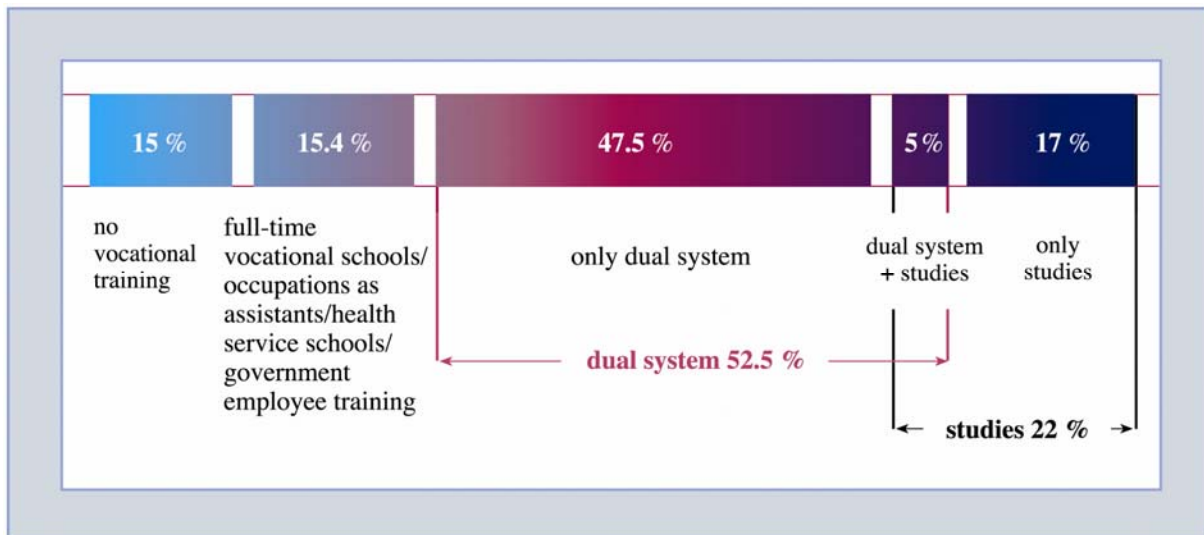 15 %
15.4 %
47.5 %
5 %
17 %
no
vocational
training
full-time
vocational schools/
occupations as
assistants/health
service schools/
government
employee training
only dual system
dual system
+ studies
only
studies
dual system 52.5 %
studies 22 %